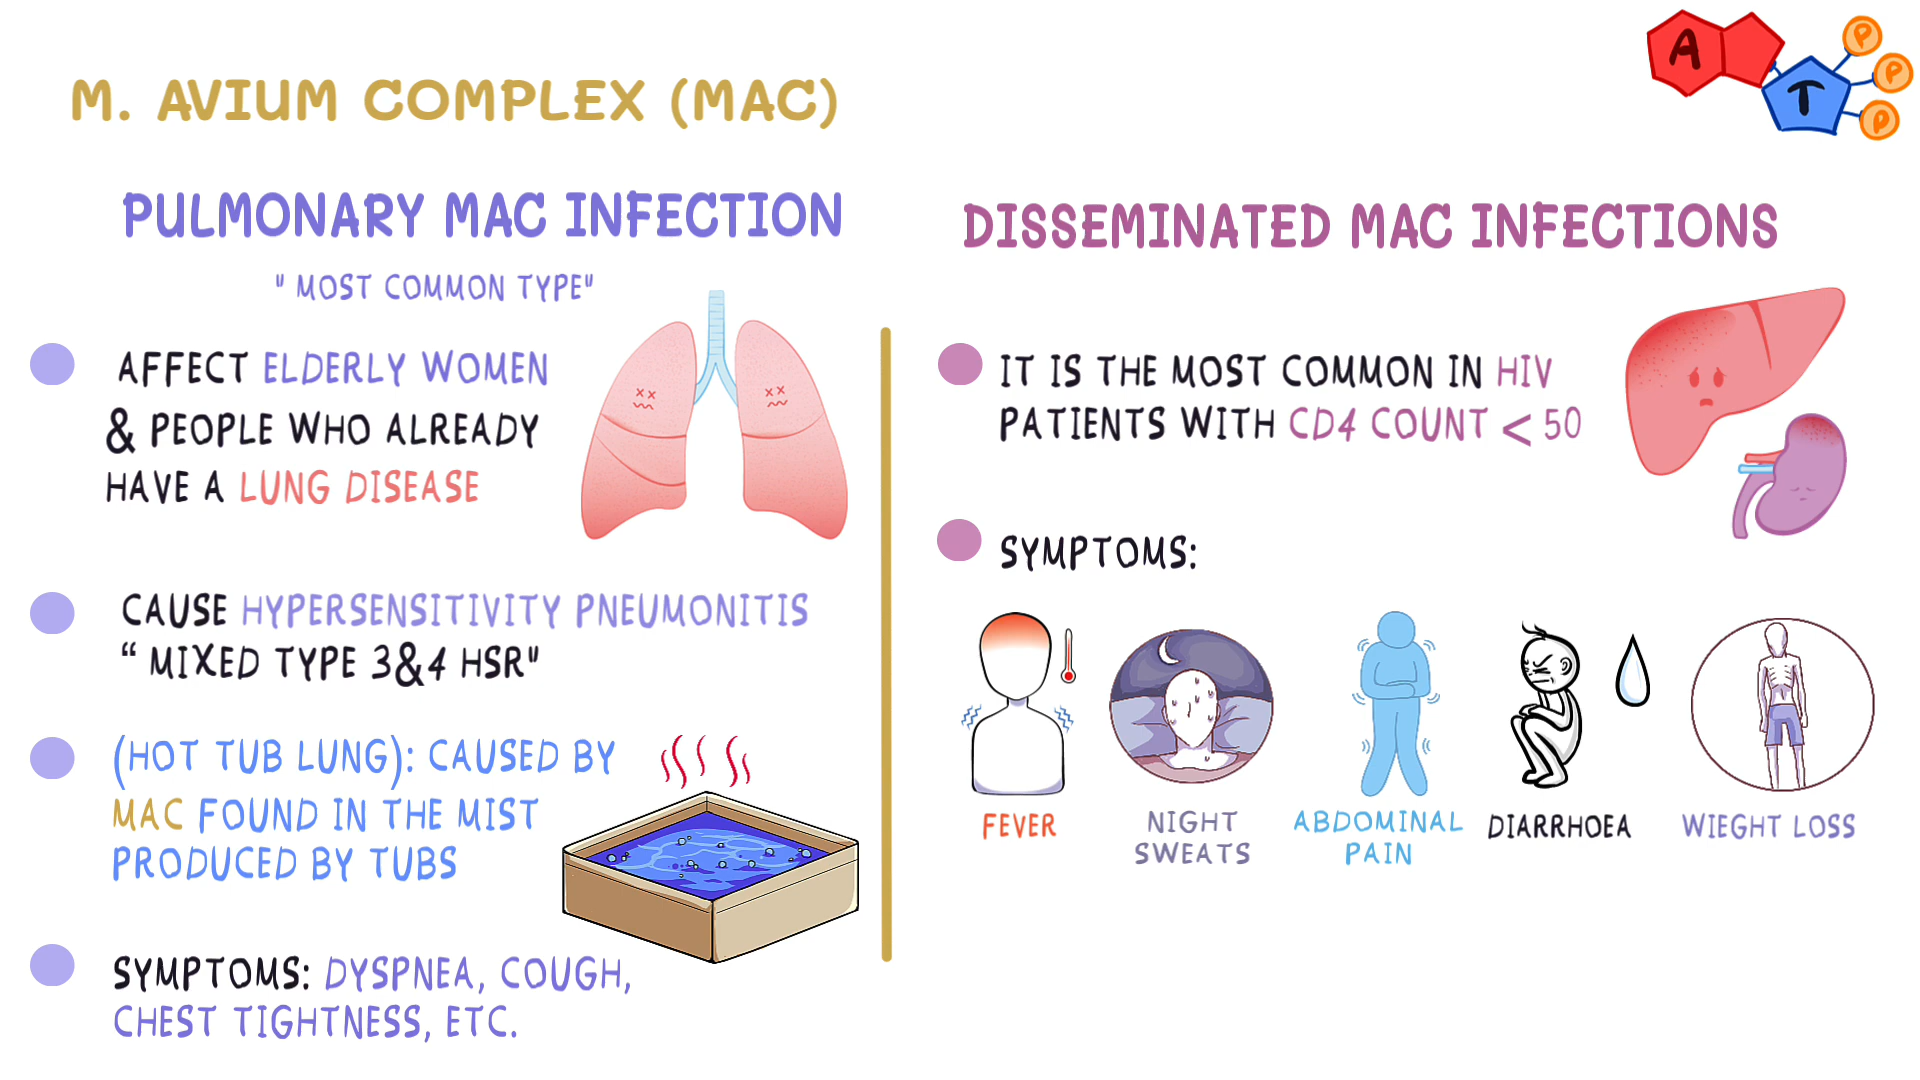 M. AVIUM COMPLEX (MAC)
A T P P P
PULMONARY MAC INFECTION
" MOST COMMON TYPE"
AFFECT ELDERLY WOMEN
& PEOPLE WHO ALREADY
HAVE A LUNG DISEASE
CAUSE HYPERSENSITIVITY PNEUMONITIS
“ MIXED TYPE 3&4 HSR"
(HOT TUB LUNG): CAUSED BY
MAC FOUND IN THE MIST
PRODUCED BY TUBS
SYMPTOMS: DYSPNEA, COUGH,
CHEST TIGHTNESS, ETC.
DISSEMINATED MAC INFECTIONS
IT IS THE MOST COMMON IN HIV
PATIENTS WITH CD4 COUNT < 50
SYMPTOMS:
FEVER
NIGHT
SWEATS
ABDOMINAL
PAIN
DIARRHOEA
WIEGHT LOSS